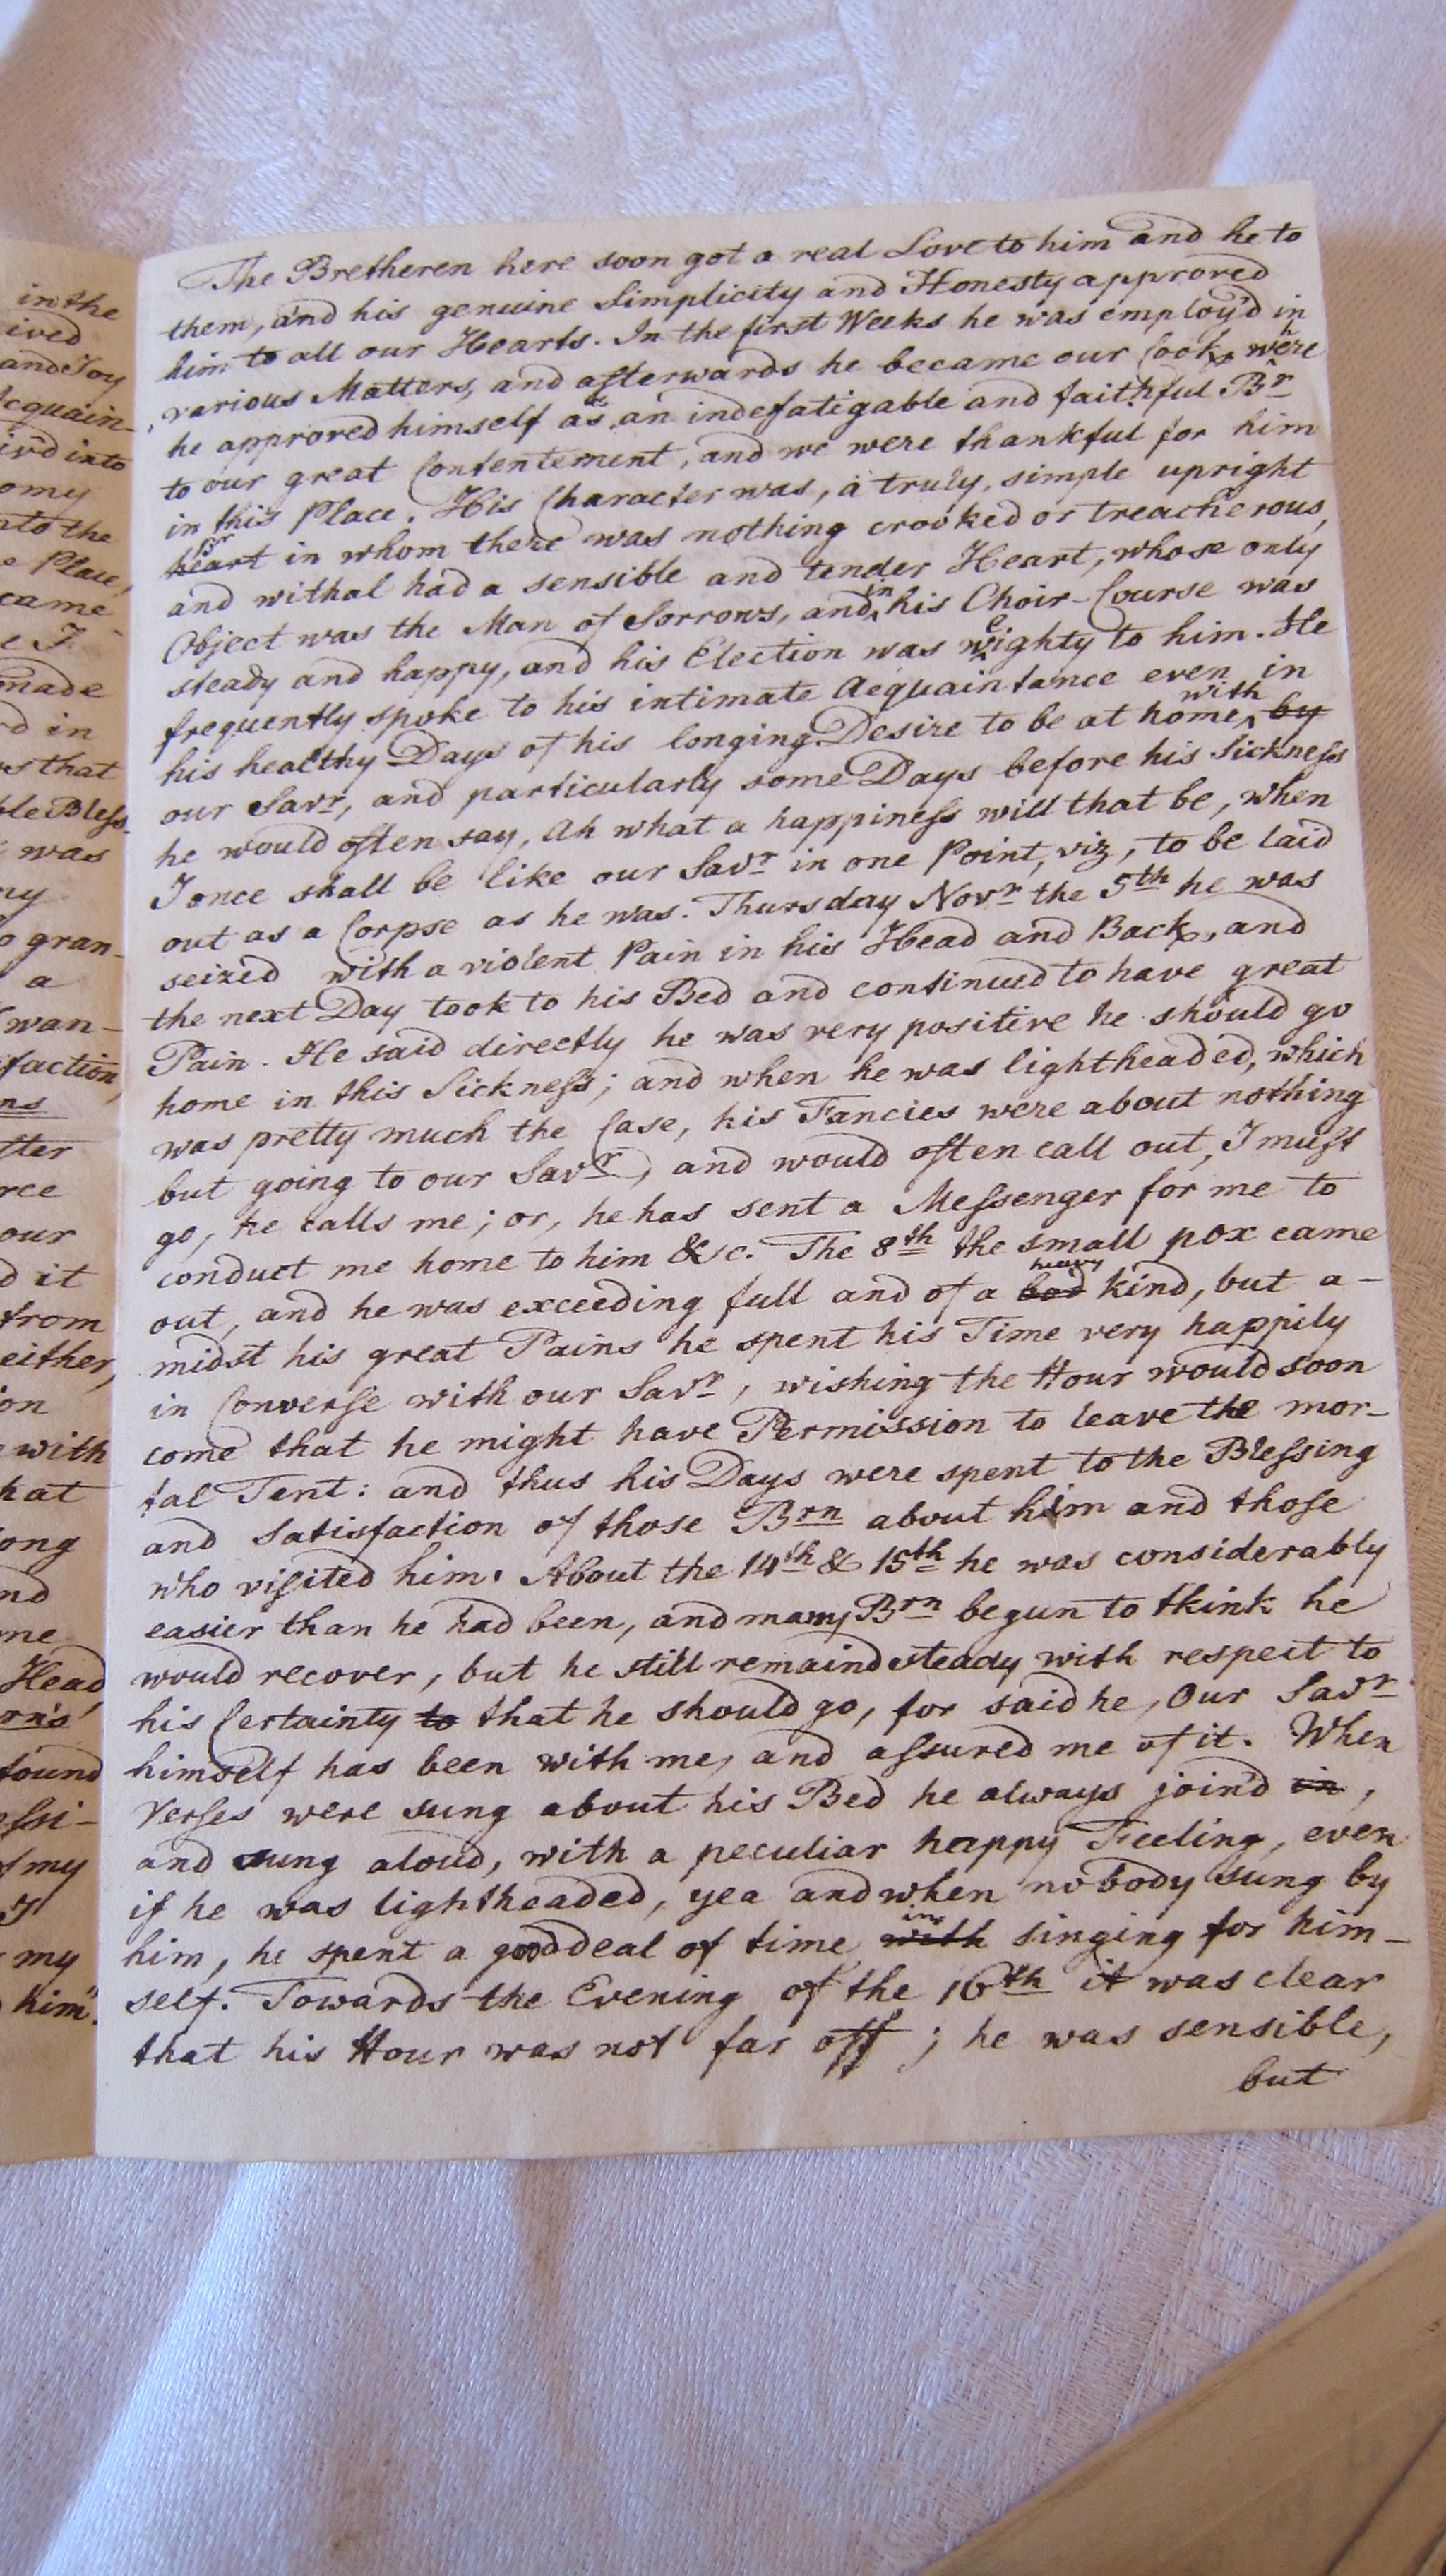 in the
ived
and Joy
Acquain-
iv'd into
omy
nto the
e Place,
came
e I
made
rd in
us that
ble Bless-
was
ny
o gran-
a
wan-
faction,
ns
tter
rce
our
d it
from
either,
on
with
hat
ong
nd
me
Head,
rn's
found
essi-
of my
I
my
him".
The Bretheren here soon got a real Love to him and he to
them, and his genuine Simplicity and Honesty approved
him to all our Hearts. In the first Weeks he was employ'd in
various Matters, and afterwards he became our Cook, where
he approved himself as an indefatigable and faithful Br
to our great Contentement, and we were thankful for him
in this Place. His Character was, a truly, simple upright
heart Br in whom there was nothing crooked or treacherous,
and withal had a sensible and tender Heart, whose only
Object was the Man of Sorrows, and in his Choir-Course was
steady and happy, and his Election was weighty to him. He
frequently spoke to his intimate Acquaintance even in
his healthy Days of his longing Desire to be at home with by
our Savr, and particularly some Days before his Sickness
he would often say, Ah what a happiness will that be, when
I once shall be like our Savr in one Point, viz, to be laid
out as a Corpse as he was. Thursday Novr the 5th he was
seized with a violent Pain in his Head and Back, and
the next Day took to his Bed and continued to have great
Pain. He said directly he was very positive he should go
home in this Sickness; and when he was lightheaded, which
was pretty much the Case, his Fancies were about nothing
but going to our Savr, and would often call out, I must
go, he calls me; or, he has sent a Messenger for me to
conduct me home to him &c. The 8th the small pox came
out, and he was exceeding full and of a bad heavy kind, but a-
midst his great Pains he spent his Time very happily
in Converse with our Savr, wishing the Hour would soon
come that he might have Permission to leave the mor-
tal Tent: and thus his Days were spent to the Blessing
and Satisfaction of those Brn about him and those
who visited him. About the 14th & 15th he was considerably
easier than he had been, and many Brn begun to think he
would recover, but he still remaind steady with respect to
his Certainty to that he should go, for said he, Our Savr
himself has been with me, and assured me of it. When
Verses were sung about his Bed he always join'd in,
and sung aloud, with a peculiar happy Feeling, even
if he was lightheaded, yea and when nobody sung by
him, he spent a good deal of time with in singing for him-
self. Towards the Evening of the 16th it was clear
that his Hour was not far off; he was sensible,
but